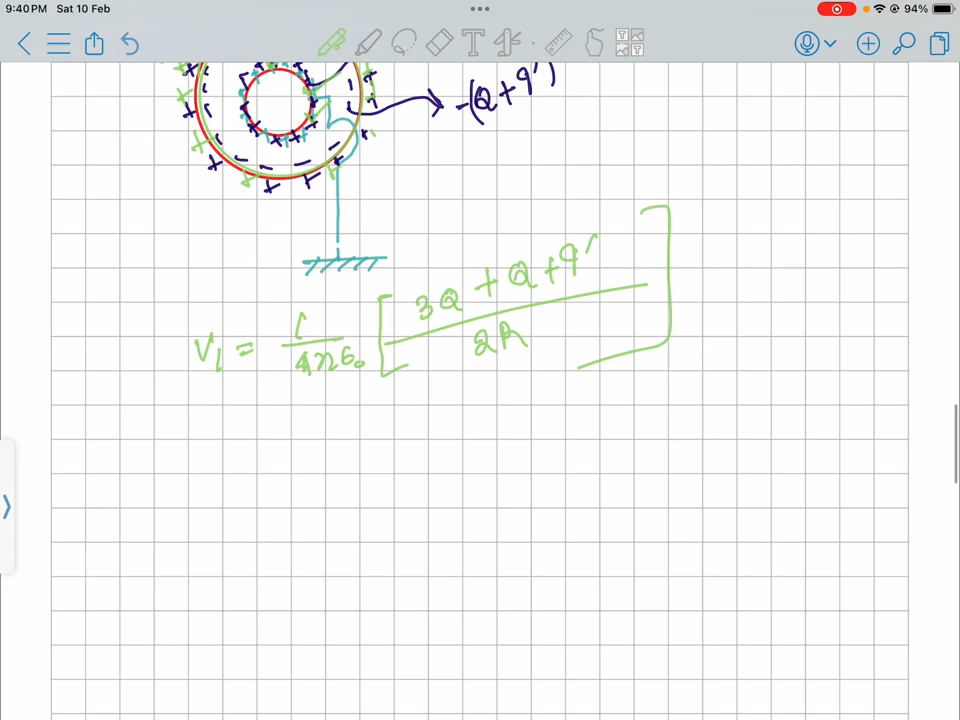 9:40 PM Sat 10 Feb
94%
T
T
T
-(Q+q')
V₁ = 1/4πε₀ [ 3Q + Q + q' / 2R ]